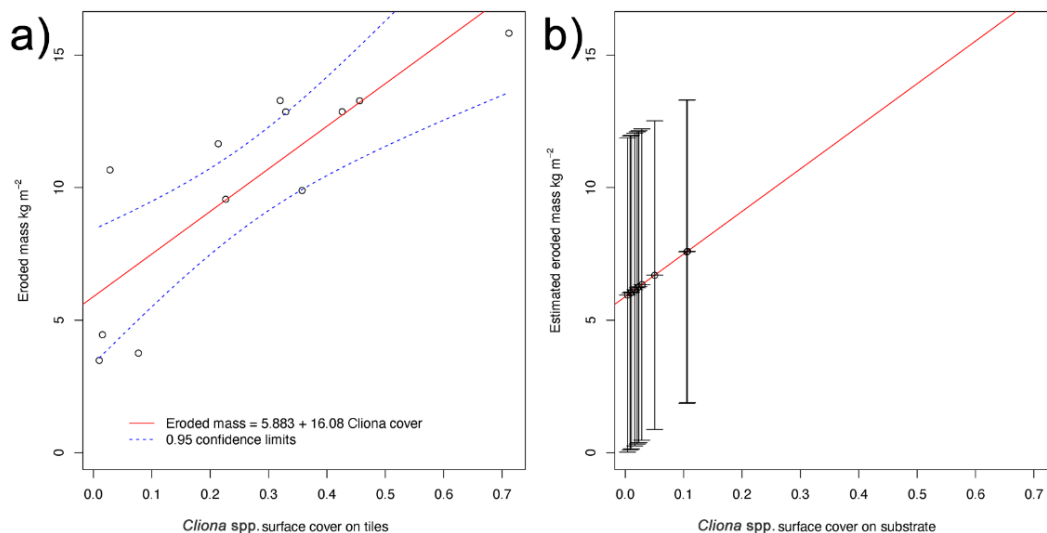 a)
Eroded mass kg m⁻²
15
10
5
0
Eroded mass = 5.883 + 16.08 Cliona cover
0.95 confidence limits
0.0 0.1 0.2 0.3 0.4 0.5 0.6 0.7
Cliona spp. surface cover on tiles
b)
Estimated eroded mass kg m⁻²
15
10
5
0
0.0 0.1 0.2 0.3 0.4 0.5 0.6 0.7
Cliona spp. surface cover on substrate